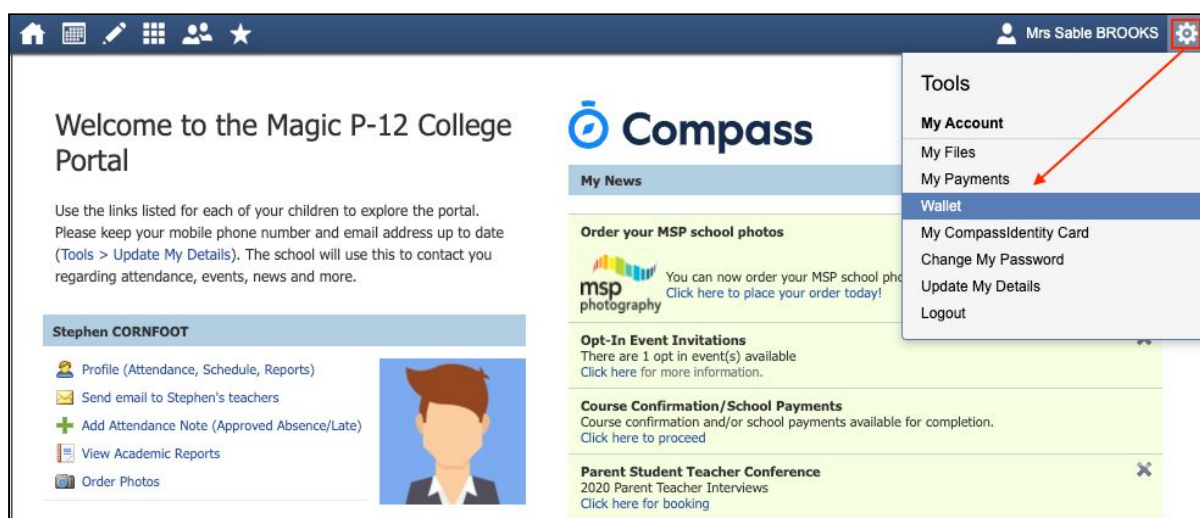 Mrs Sable BROOKS
Welcome to the Magic P-12 College
Portal
Use the links listed for each of your children to explore the portal.
Please keep your mobile phone number and email address up to date
(Tools > Update My Details). The school will use this to contact you
regarding attendance, events, news and more.
Stephen CORNFOOT
Profile (Attendance, Schedule, Reports)
Send email to Stephen's teachers
Add Attendance Note (Approved Absence/Late)
View Academic Reports
Order Photos
Compass
My News
Order your MSP school photos
msp
photography
You can now order your MSP school
Click here to place your order today!
Opt-In Event Invitations
There are 1 opt in event(s) available
Click here for more information.
Course Confirmation/School Payments
Course confirmation and/or school payments available for completion.
Click here to proceed
Parent Student Teacher Conference
2020 Parent Teacher Interviews
Click here for booking
Tools
My Account
My Files
My Payments
Wallet
My CompassIdentity Card
Change My Password
Update My Details
Logout